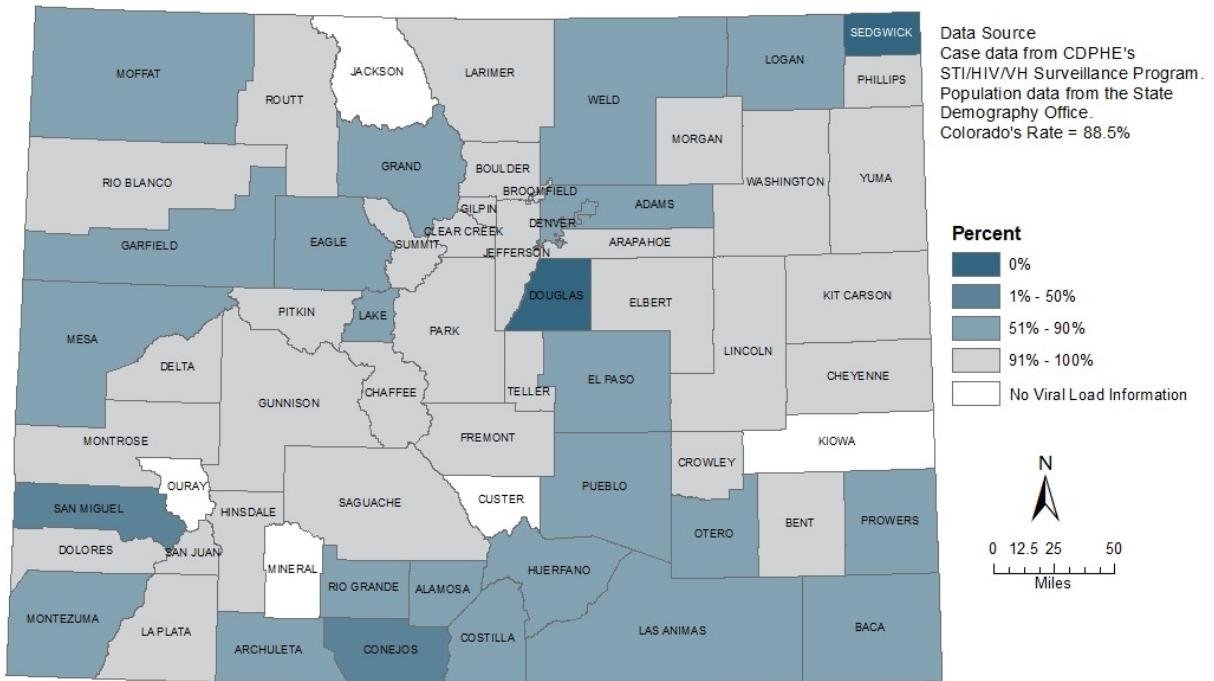 SEDGWICK
Data Source
Case data from CDPHE's
STI/HIV/VH Surveillance Program.
Population data from the State
Demography Office.
Colorado's Rate = 88.5%
MOFFAT
ROUTT
JACKSON
LARIMER
WELD
LOGAN
PHILLIPS
MORGAN
WASHINGTON
YUMA
RIO BLANCO
GRAND
BOULDER
BROOMFIELD
GILPIN
ADAMS
DENVER
CLEAR CREEK
GARFIELD
EAGLE
SUMMIT
JEFFERSON
ARAPAHOE
Percent
0%
1% - 50%
51% - 90%
91% - 100%
No Viral Load Information
MESA
PITKIN
LAKE
PARK
DOUGLAS
ELBERT
KIT CARSON
LINCOLN
DELTA
GUNNISON
CHAFFEE
TELLER
EL PASO
CHEYENNE
MONTROSE
FREMONT
KIOWA
CROWLEY
OURAY
SAN MIGUEL
HINSDALE
SAGUACHE
CUSTER
PUEBLO
OTERO
BENT
PROWERS
N
0 12.5 25 50
Miles
DOLORES
SAN JUAN
MINERAL
RIO GRANDE
ALAMOSA
HUERFANO
MONTEZUMA
LA PLATA
ARCHULETA
CONEJOS
COSTILLA
LAS ANIMAS
BACA